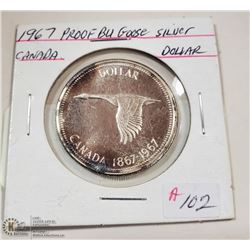 1967 PROOF BU GOOSE SILVER
CANADA. DOLLAR
DOLLAR
CANADA 1867-1967
A
102